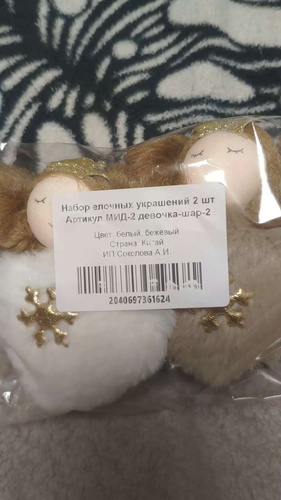 Набор елочных украшений 2 шт
Артикул МИД-2 девочка-шар-2
Цвет: белый, бежевый
Страна: Китай
ИП Соколова А.И.
2040697361624